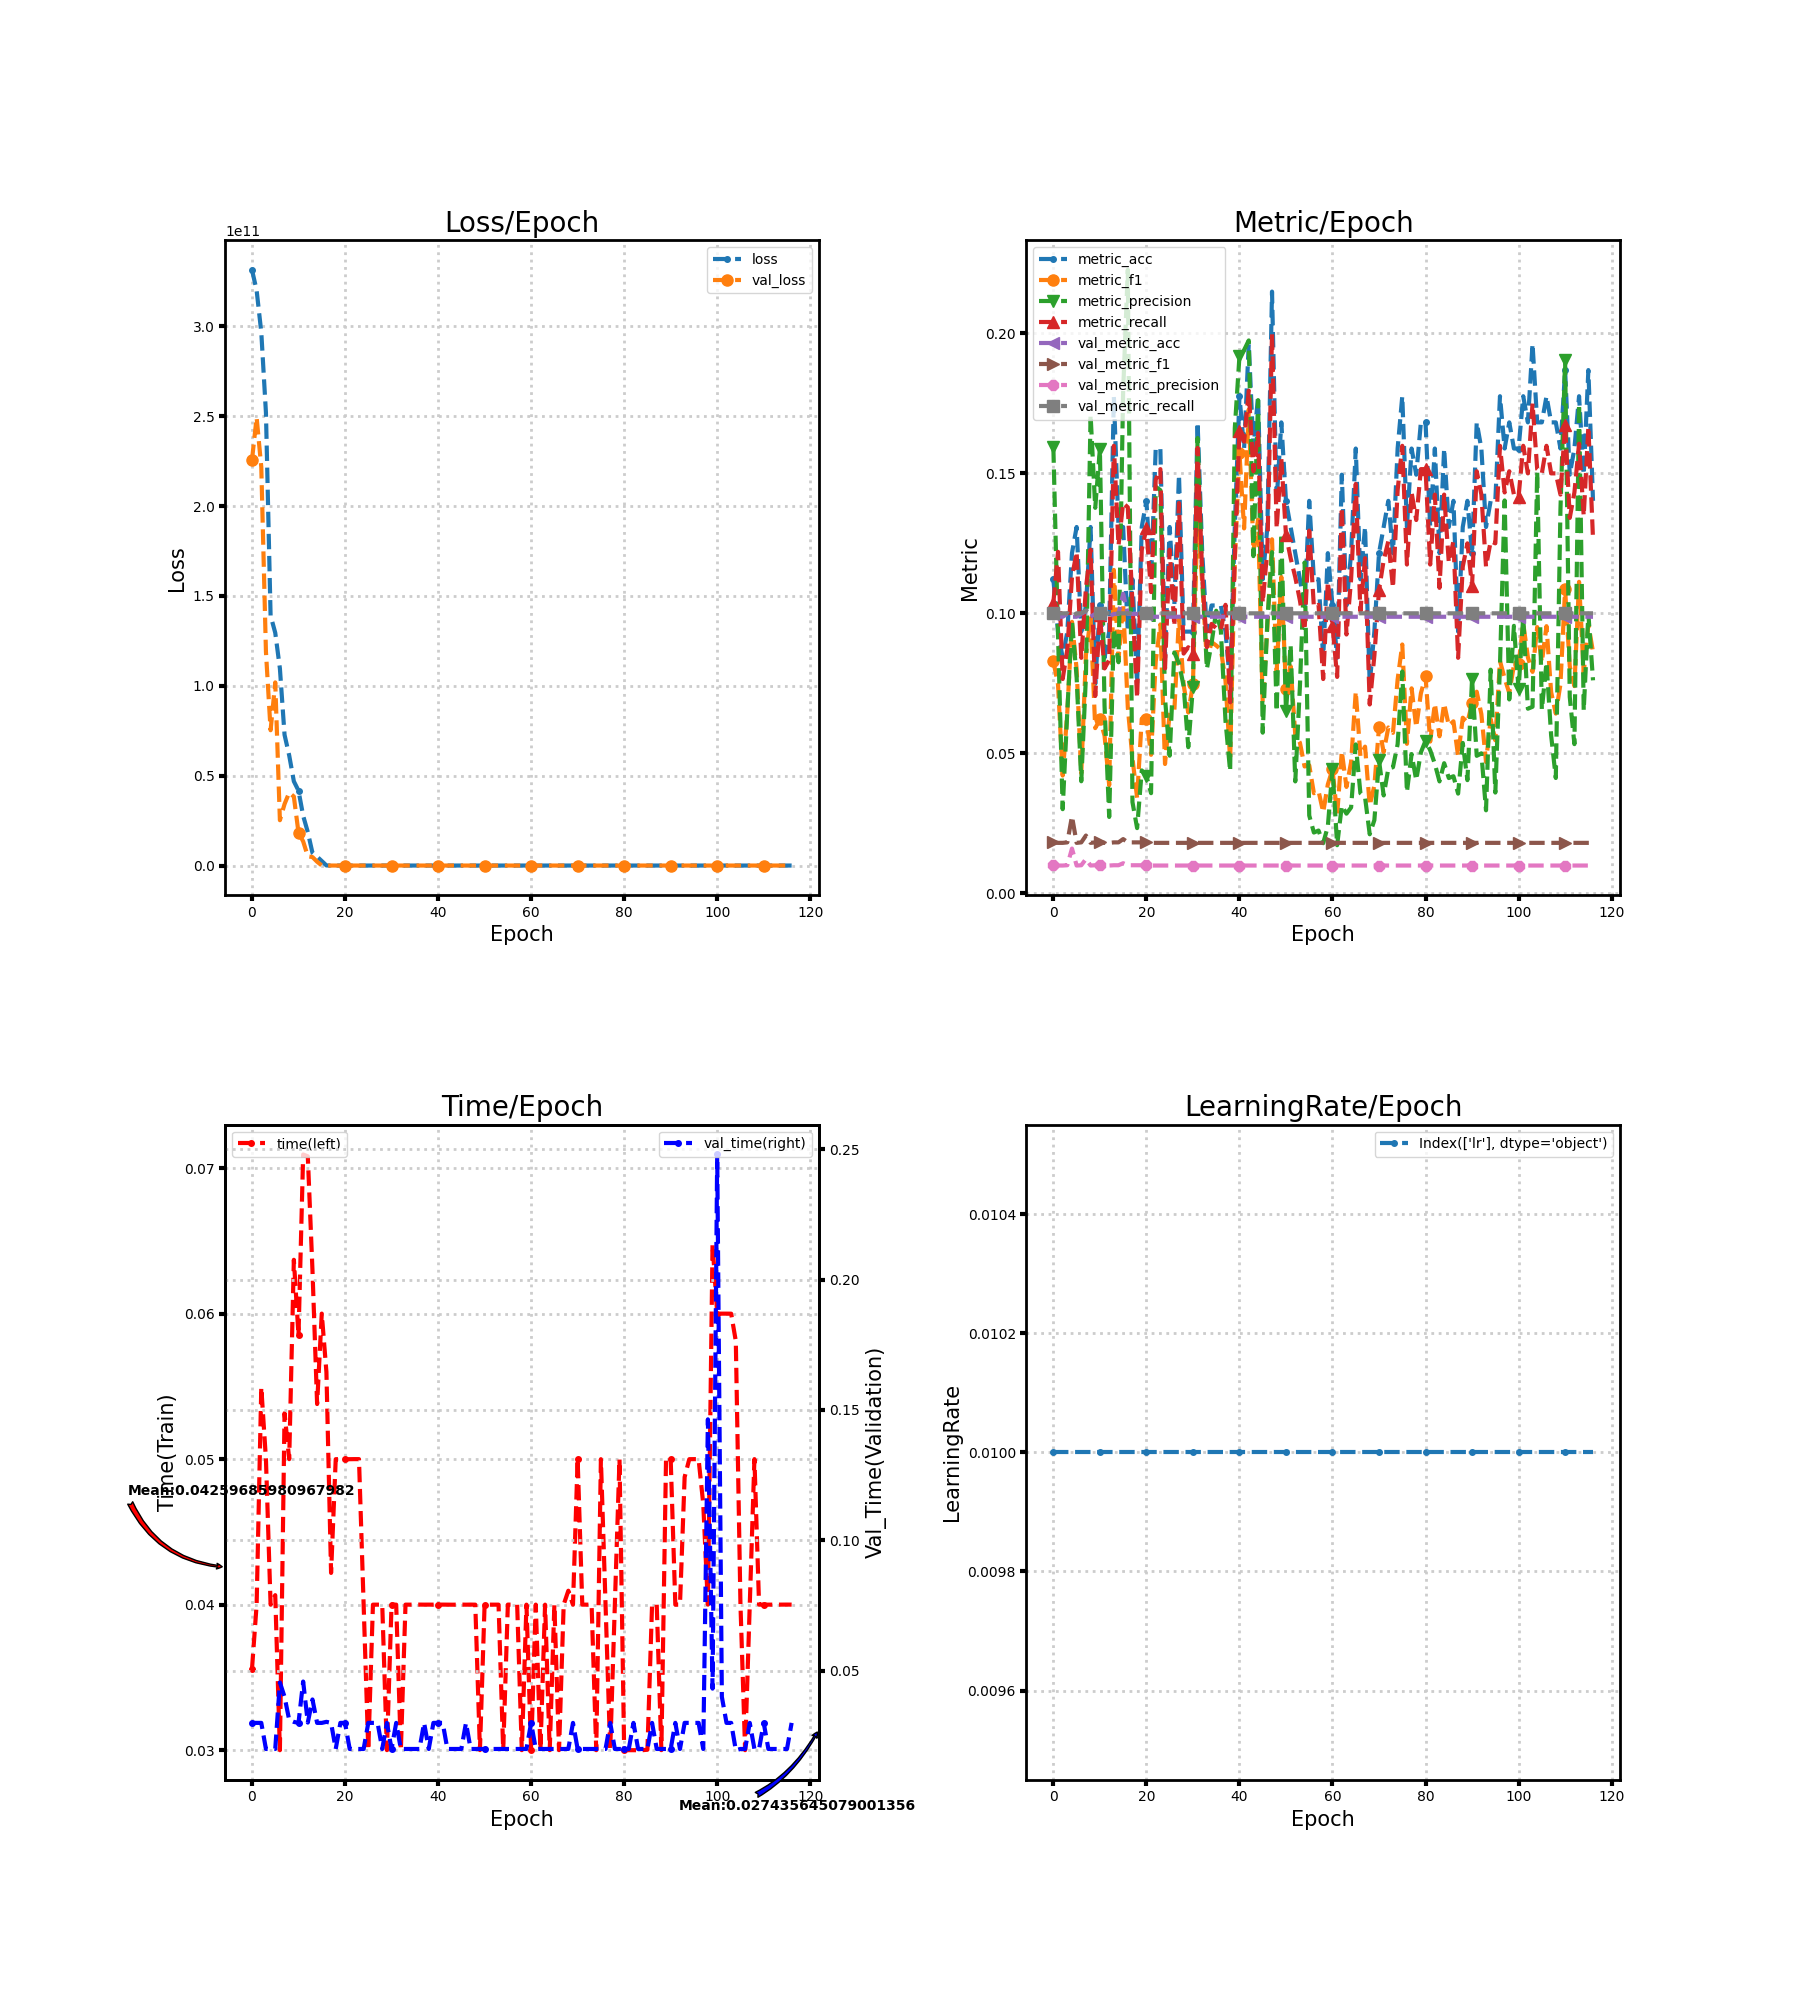 Loss/Epoch
1e11
loss
val_loss
3.0
2.5
2.0
1.5
1.0
0.5
0.0
Loss
0 20 40 60 80 100 120
Epoch
Metric/Epoch
metric_acc
metric_f1
metric_precision
metric_recall
val_metric_acc
val_metric_f1
val_metric_precision
val_metric_recall
0.20
0.15
0.10
0.05
0.00
Metric
0 20 40 60 80 100 120
Epoch
Time/Epoch
time(left)
val_time(right)
0.07
0.06
0.05
0.04
0.03
Time(Train)
Mean:0.04259685980967982
0.25
0.20
0.15
0.10
0.05
Val_Time(Validation)
0 20 40 60 80 100 120
Mean:0.027435645079001356
Epoch
LearningRate/Epoch
Index(['lr'], dtype='object')
0.0104
0.0102
0.0100
0.0098
0.0096
LearningRate
0 20 40 60 80 100 120
Epoch